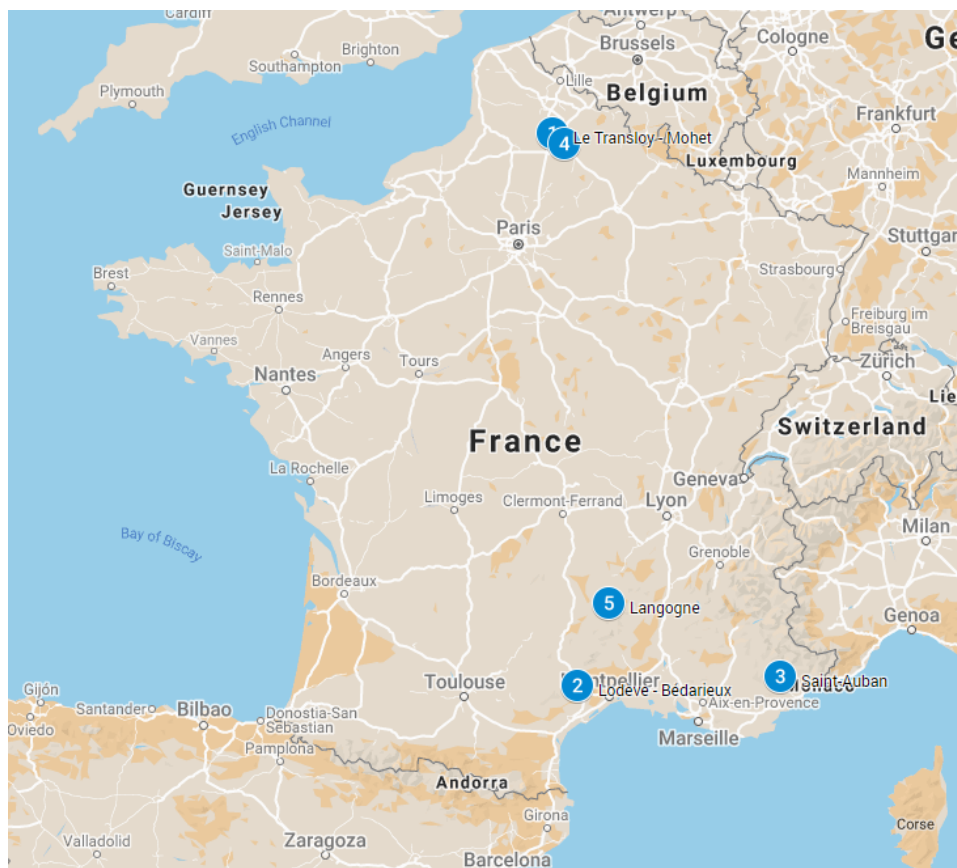 Cardiff
Antwerp
Brussels
Cologne
Ge
Brighton
Southampton
Plymouth
Lille
Belgium
Frankfurt
English Channel
1
4
Le Transloy - Mohet
Luxembourg
Mannheim
Guernsey
Jersey
Paris
Stuttgar
Saint-Malo
Strasbourg
Brest
Rennes
Freiburg im
Breisgau
Vannes
Angers
Tours
Zürich
Nantes
Lie
Switzerland
France
La Rochelle
Geneva
Limoges
Clermont-Ferrand
Lyon
Milan
Bay of Biscay
Grenoble
Bordeaux
5
Langogne
Genoa
Toulouse
2
Lodève - Bédarieux
3
Saint-Auban
Aix-en-Provence
Marseille
Gijón
Santander
Bilbao
Donostia-San
Sebastian
Oviedo
Pamplona
Andorra
Girona
Corse
Valladolid
Zaragoza
Barcelona